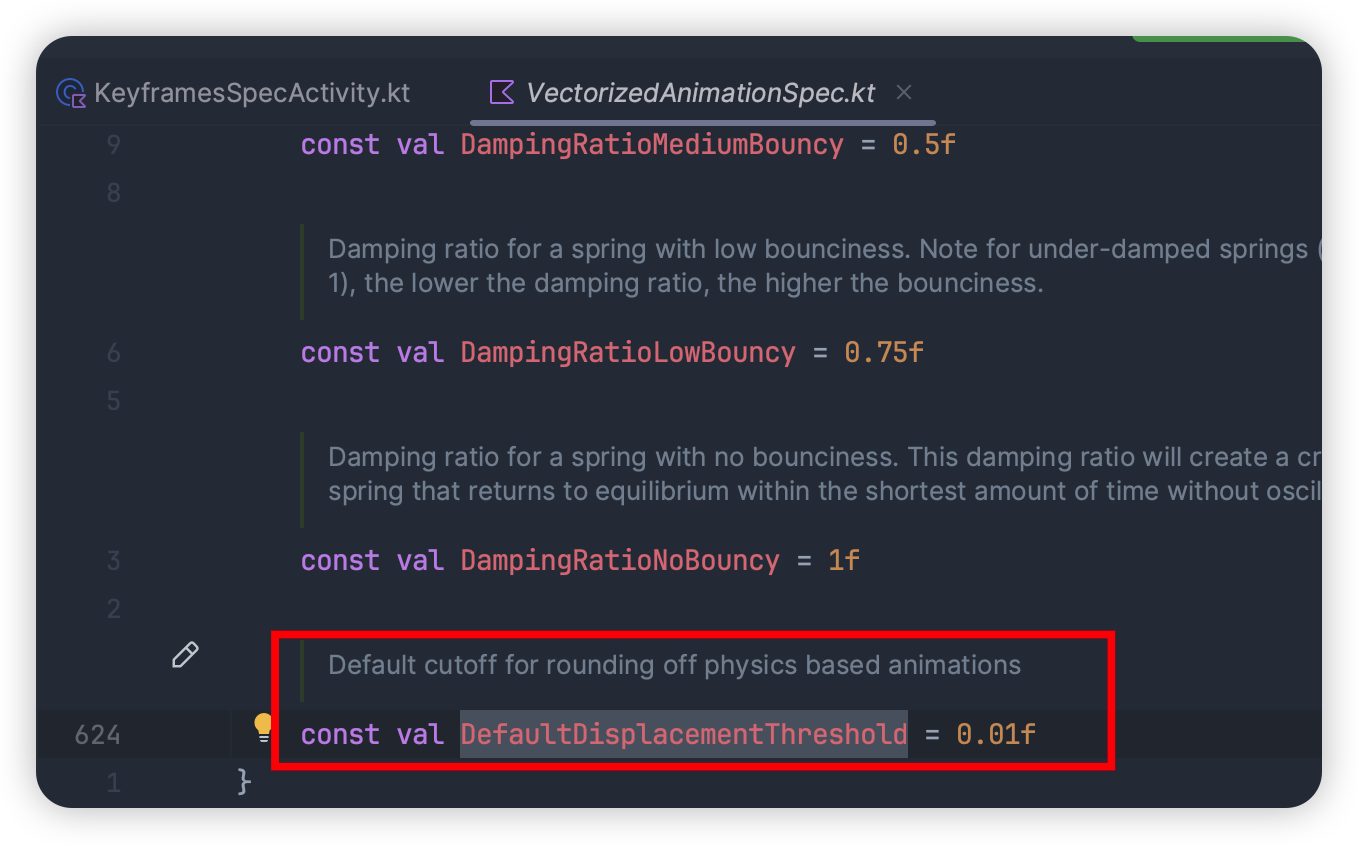 KeyframesSpecActivity.kt VectorizedAnimationSpec.kt
9 const val DampingRatioMediumBouncy = 0.5f
8
Damping ratio for a spring with low bounciness. Note for under-damped springs (
1), the lower the damping ratio, the higher the bounciness.
6 const val DampingRatioLowBouncy = 0.75f
5
Damping ratio for a spring with no bounciness. This damping ratio will create a cr
spring that returns to equilibrium within the shortest amount of time without oscil
3 const val DampingRatioNoBouncy = 1f
2
Default cutoff for rounding off physics based animations
624 const val DefaultDisplacementThreshold = 0.01f
1 }